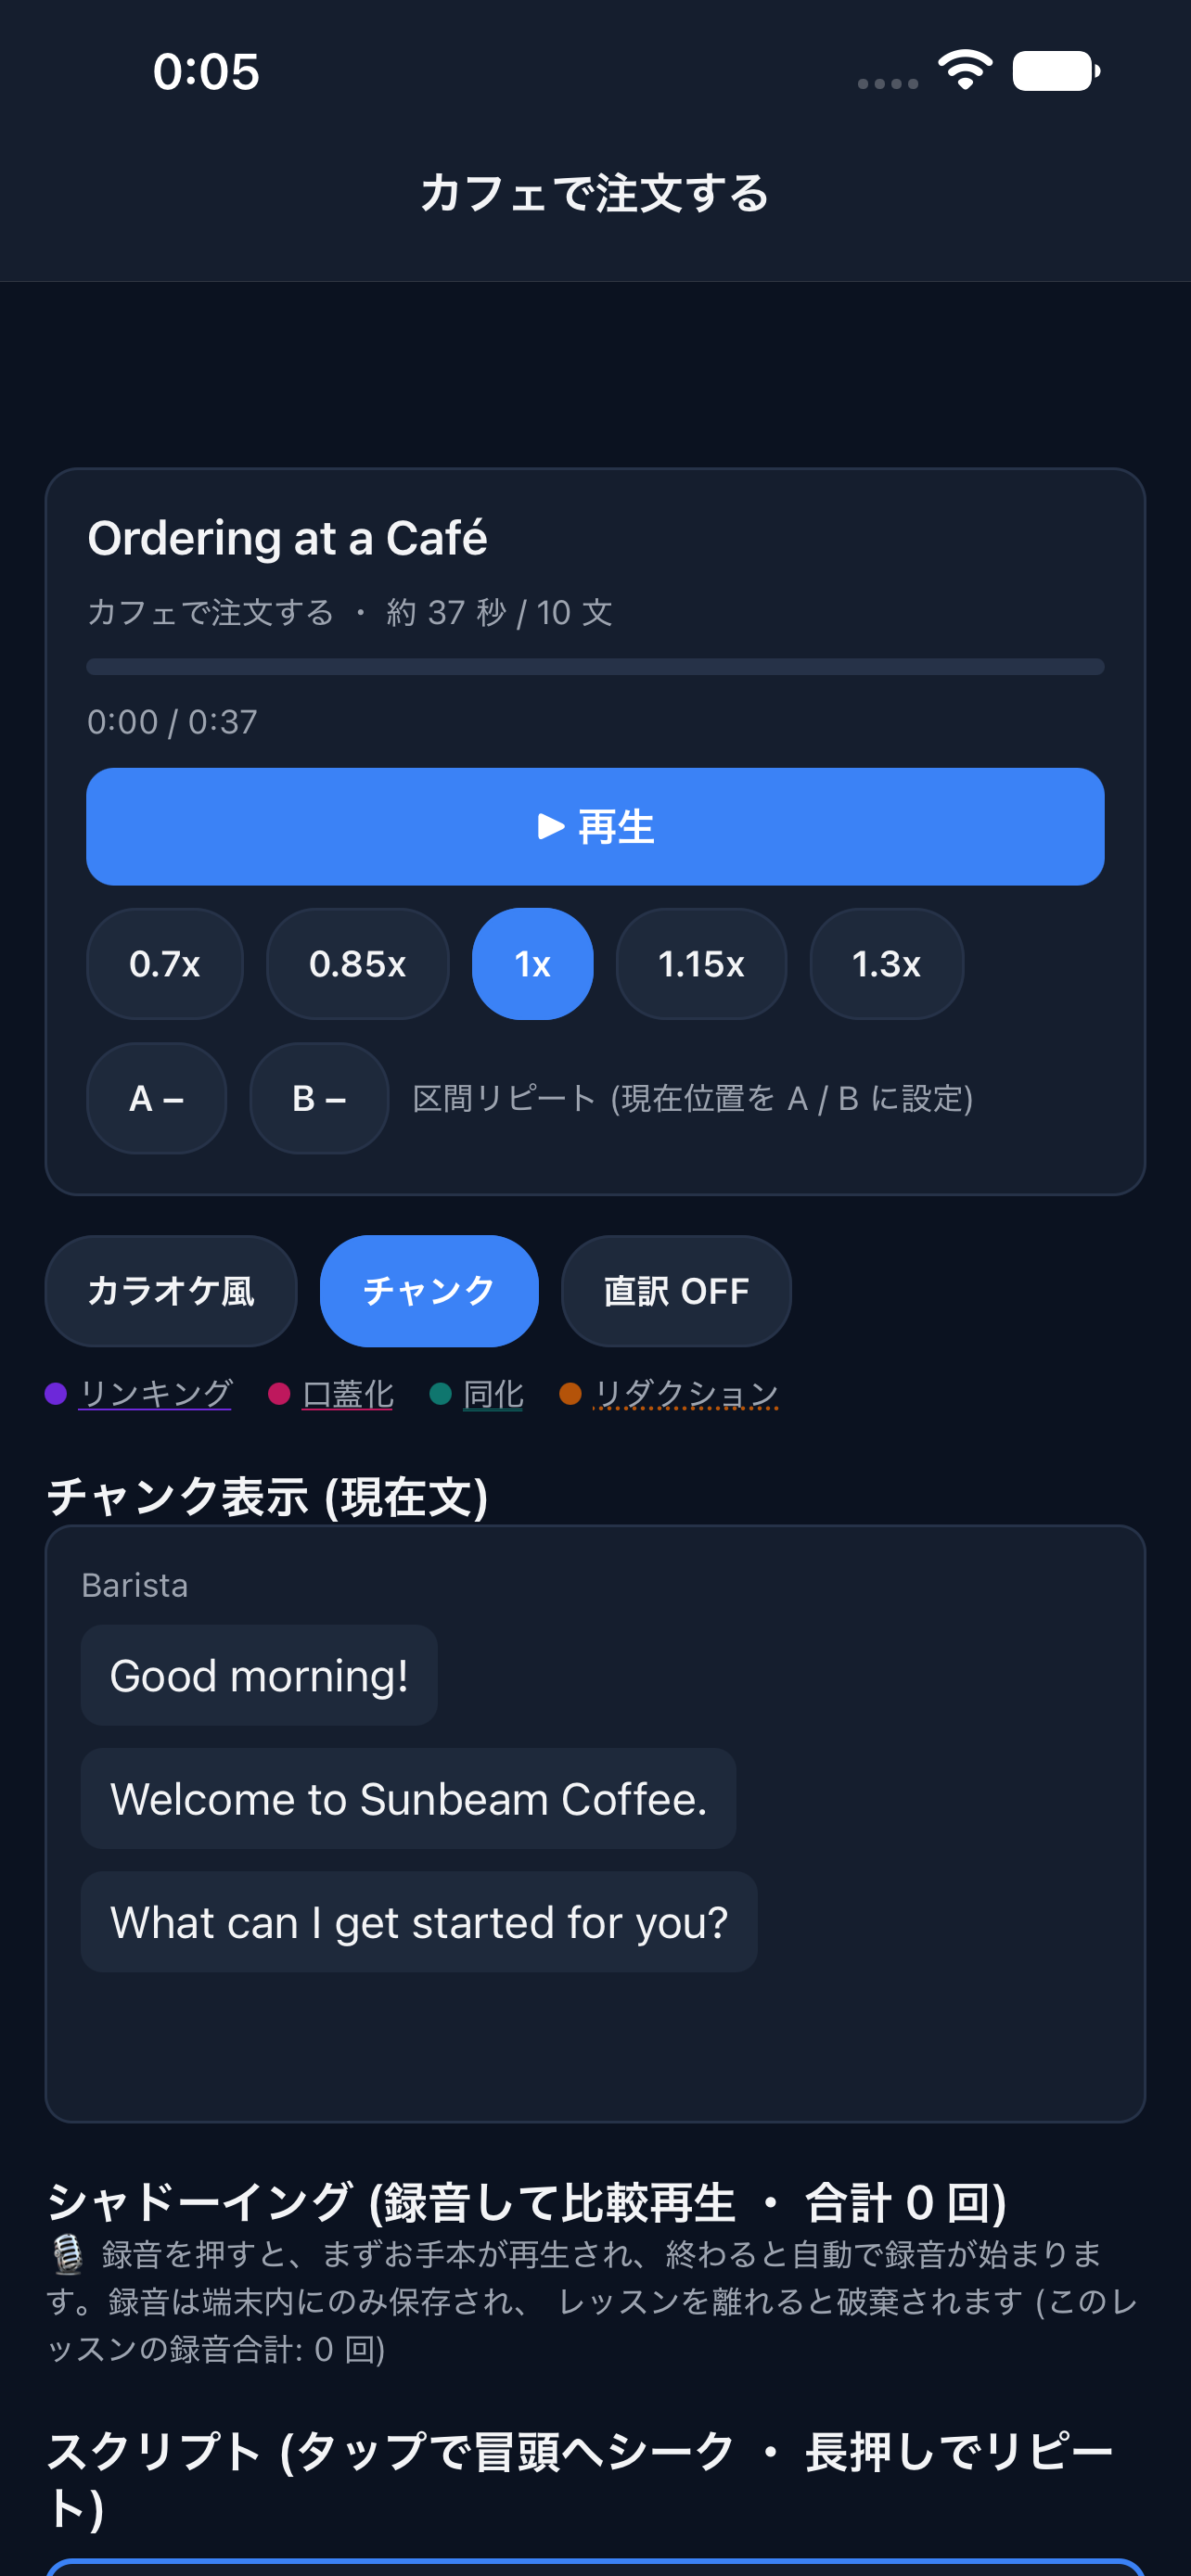 0:05
カフェで注文する
Ordering at a Café
カフェで注文する ・ 約 37 秒 / 10 文
0:00 / 0:37
▶ 再生
0.7x 0.85x 1x 1.15x 1.3x
A – B – 区間リピート (現在位置を A / B に設定)
カラオケ風 チャンク 直訳 OFF
リンキング 口蓋化 同化 リダクション
チャンク表示 (現在文)
Barista
Good morning!
Welcome to Sunbeam Coffee.
What can I get started for you?
シャドーイング (録音して比較再生 ・ 合計 0 回)
🎙 録音を押すと、まずお手本が再生され、終わると自動で録音が始まりま
す。録音は端末内にのみ保存され、 レッスンを離れると破棄されます (このレ
ッスンの録音合計: 0 回)
スクリプト (タップで冒頭へシーク ・ 長押しでリピー
ト)